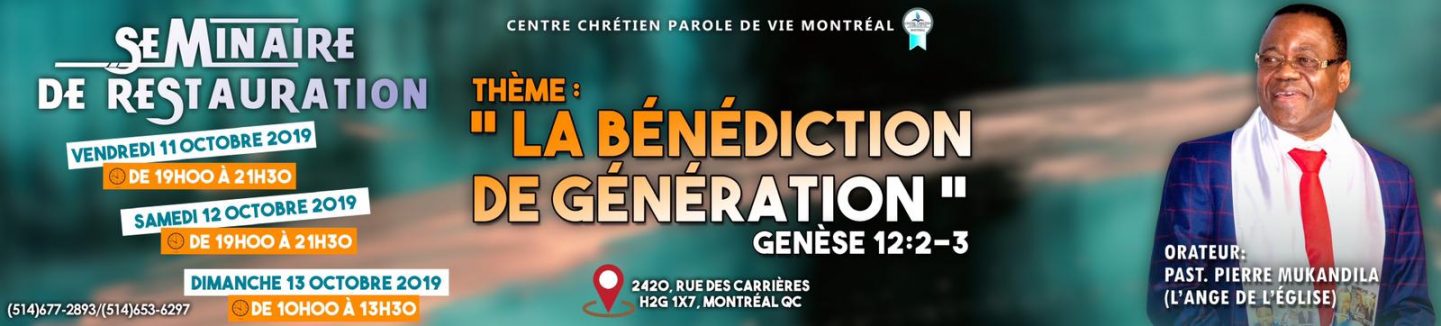 SEMINAIRE
DE RESTAURATION
VENDREDI 11 OCTOBRE 2019
DE 19H00 À 21H30
SAMEDI 12 OCTOBRE 2019
DE 19H00 À 21H30
DIMANCHE 13 OCTOBRE 2019
DE 10H00 À 13H30
(514)677-2893/(514)653-6297
CENTRE CHRÉTIEN PAROLE DE VIE MONTRÉAL
THÈME :
" LA BÉNÉDICTION
DE GÉNÉRATION "
GENÈSE 12:2-3
2420, RUE DES CARRIÈRES
H2G 1X7, MONTRÉAL QC
ORATEUR:
PAST. PIERRE MUKANDILA
(L'ANGE DE L'ÉGLISE)